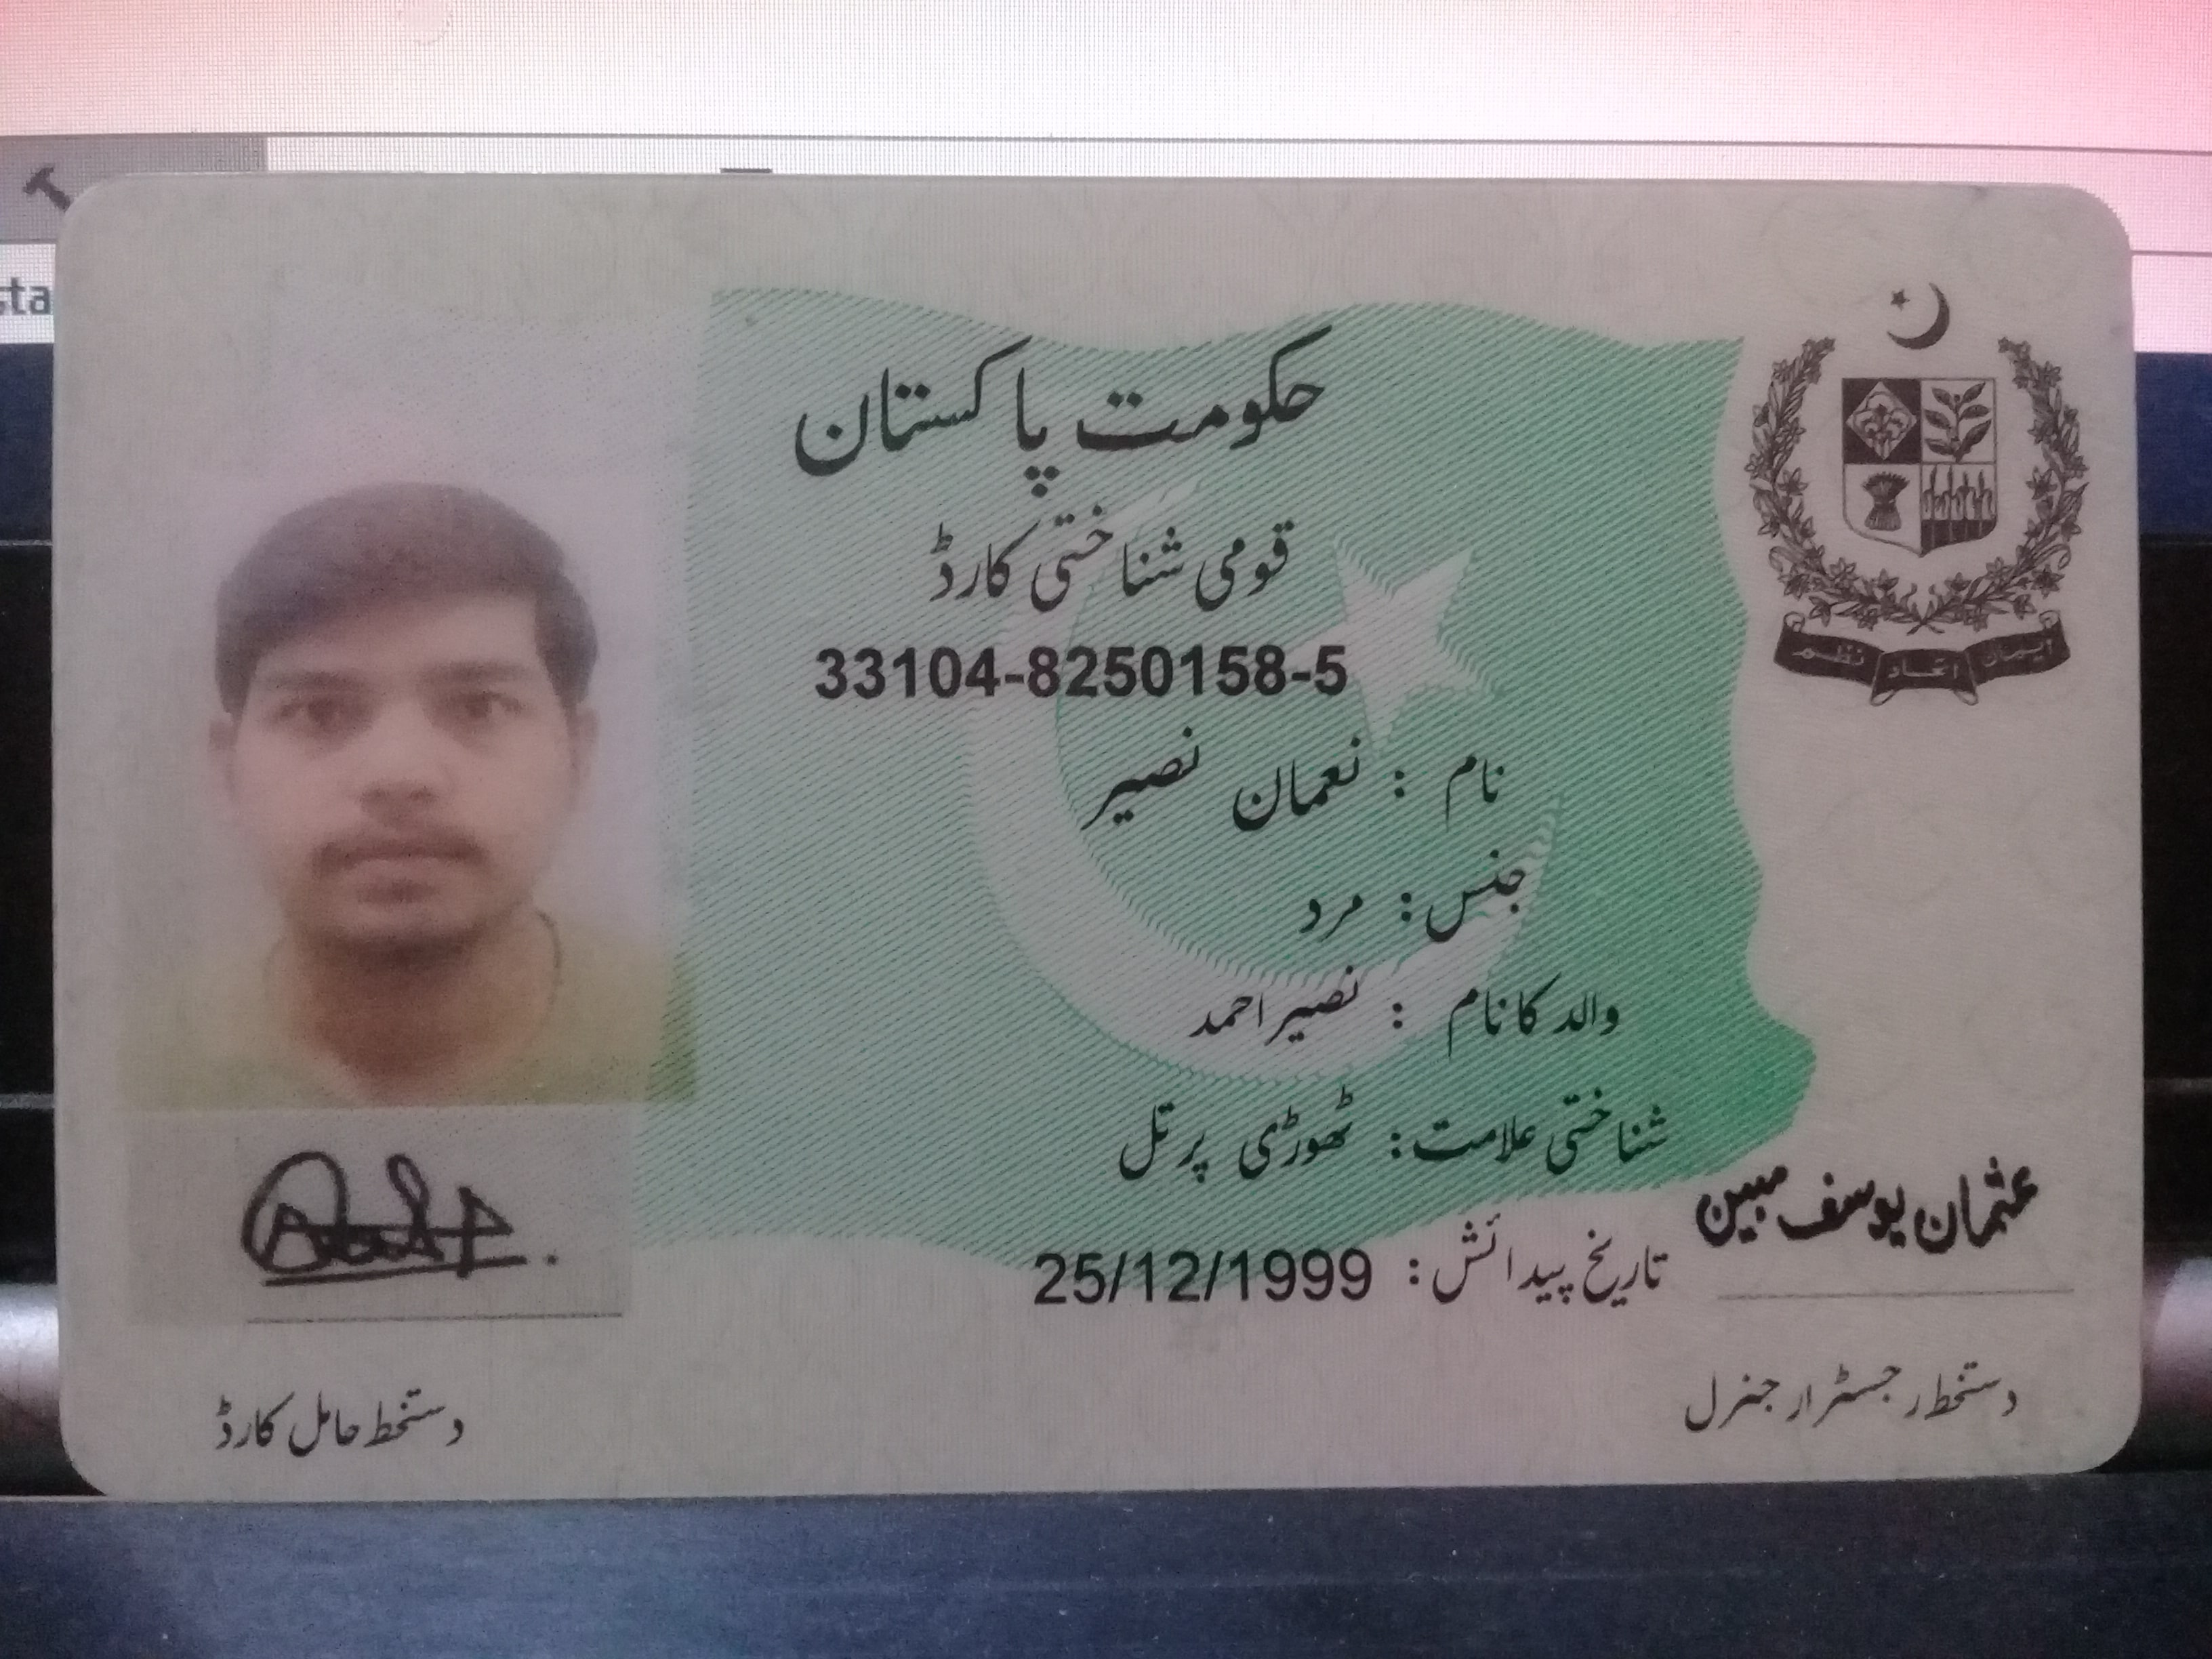 sta
حکومت پاکستان
قومی شناختی کارڈ
33104-8250158-5
نام : نعمان نصیر
جنس : مرد
والد کا نام : نصیر احمد
شناختی علامت : ٹھوڑی پر تل
تاریخ پیدائش : 25/12/1999
ایمان اتحاد نظم
عثمان یوسف مبین
دستخط رجسٹرار جنرل
دستخط حامل کارڈ